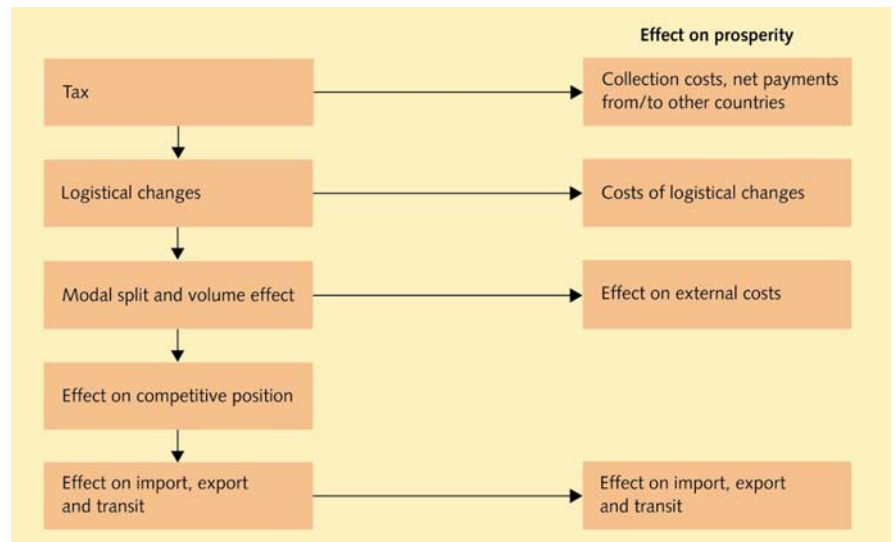 Effect on prosperity
Tax
Collection costs, net payments
from/to other countries
Logistical changes
Costs of logistical changes
Modal split and volume effect
Effect on external costs
Effect on competitive position
Effect on import, export
and transit
Effect on import, export
and transit